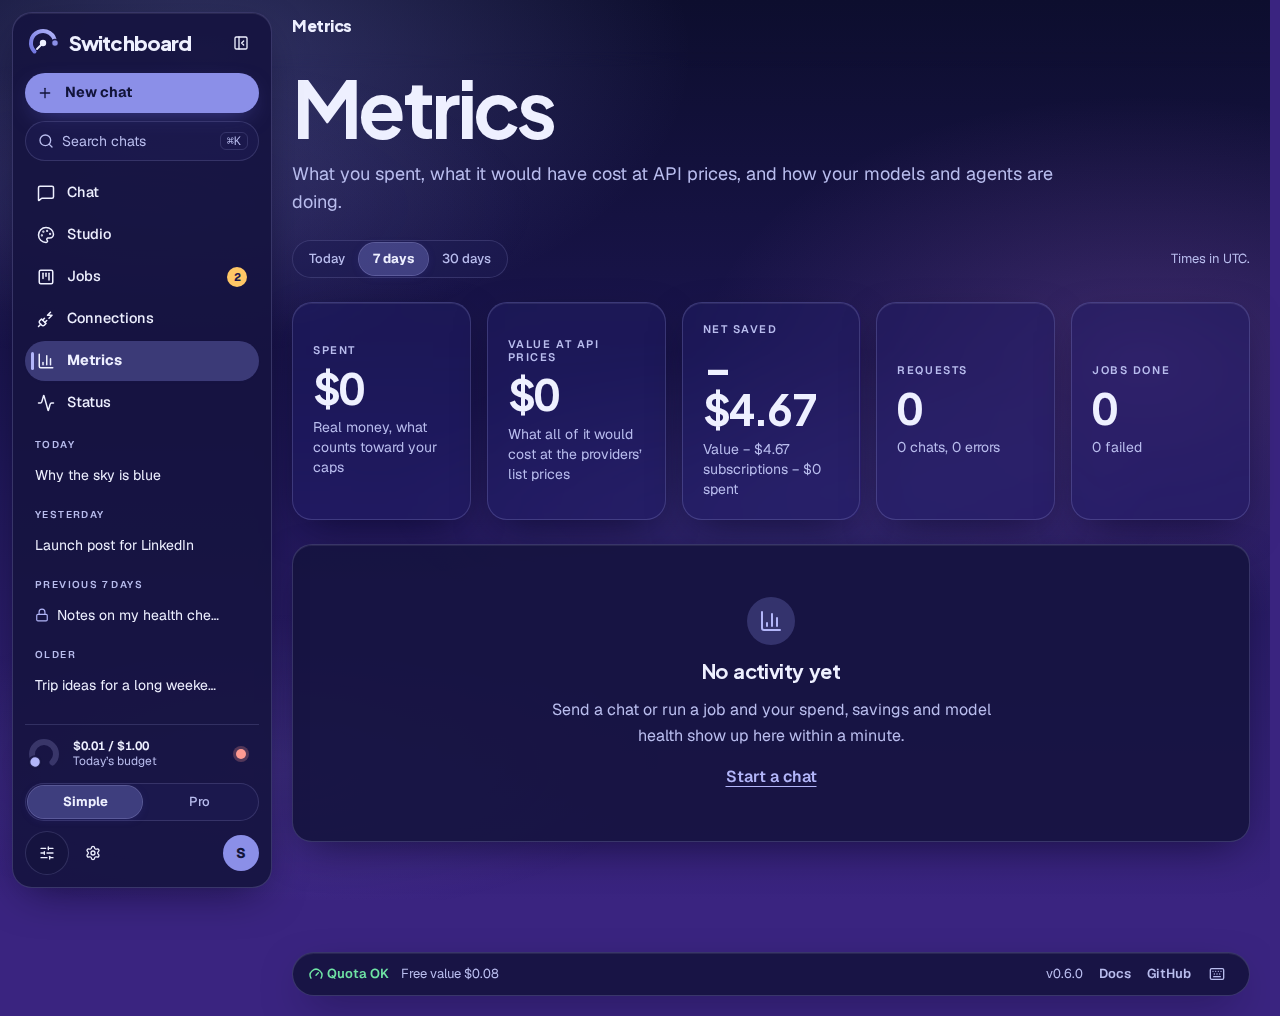 Switchboard
New chat
Search chats
⌘K
Chat
Studio
Jobs
2
Connections
Metrics
Status
TODAY
Why the sky is blue
YESTERDAY
Launch post for LinkedIn
PREVIOUS 7 DAYS
Notes on my health che...
OLDER
Trip ideas for a long weeke...
$0.01 / $1.00
Today's budget
Simple
Pro
S
Metrics
Metrics
What you spent, what it would have cost at API prices, and how your models and agents are
doing.
Today
7 days
30 days
Times in UTC.
SPENT
$0
Real money, what
counts toward your
caps
VALUE AT API
PRICES
$0
What all of it would
cost at the providers'
list prices
NET SAVED
–
$4.67
Value – $4.67
subscriptions – $0
spent
REQUESTS
0
0 chats, 0 errors
JOBS DONE
0
0 failed
No activity yet
Send a chat or run a job and your spend, savings and model
health show up here within a minute.
Start a chat
Quota OK
Free value $0.08
v0.6.0
Docs
GitHub